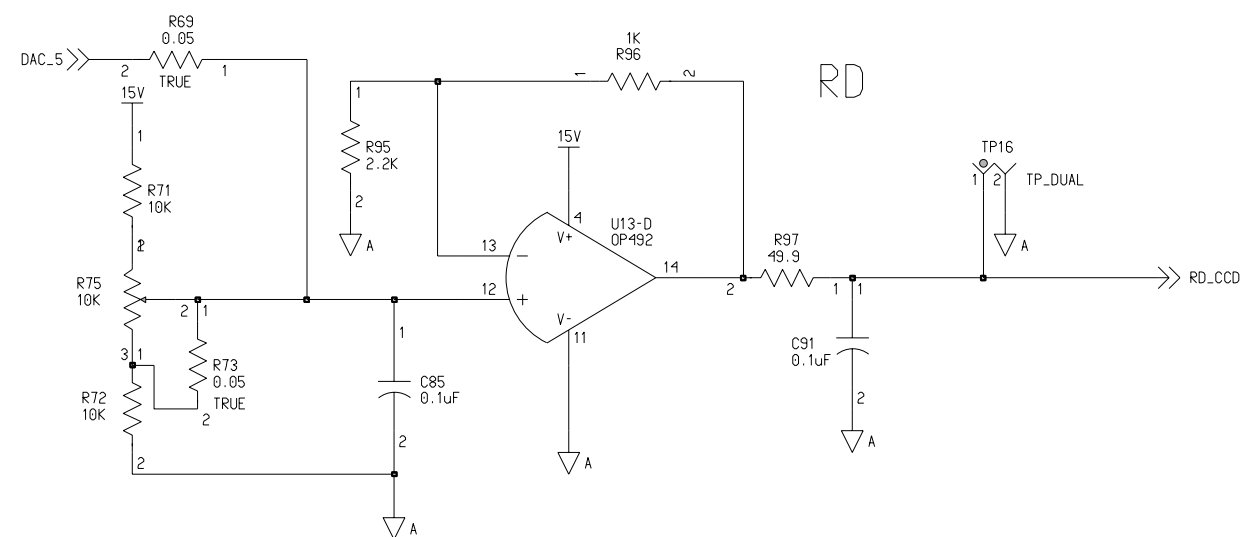 R69
0.05
DAC_5
2
1
TRUE
15V
1
R71
10K
2
R75
10K
2
1
3
1
R73
0.05
TRUE
2
R72
10K
2
1
R95
2.2K
2
A
1K
R96
1
2
15V
4
V+
U13-D
OP492
13
-
12
+
14
V-
11
A
1
C85
0.1uF
2
A
RD
R97
49.9
2
1
1
C91
0.1uF
2
A
TP16
1
2
TP_DUAL
A
RD_CCD